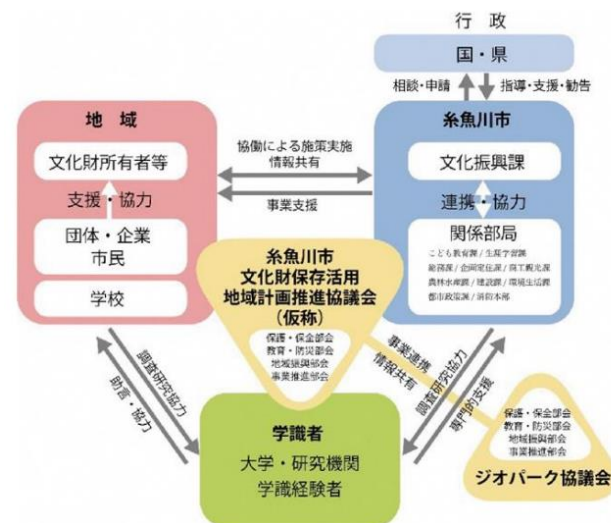 行 政
国・県
相談・申請
指導・支援・勧告
地 域
文化財所有者等
支援・協力
団体・企業
市民
学校
協働による施策実施
情報共有
事業支援
糸魚川市
文化振興課
連携・協力
関係部局
こども教育課/生涯学習課
総務課/企画定住課/商工観光課
農林水産課/建設課/環境生活課
都市政策課/消防本部
糸魚川市
文化財保存活用
地域計画推進協議会
(仮称)
保護・保全部会
教育・防災部会
地域振興部会
事業推進部会
調査研究協力
助言・協力
事業連携
情報共有
調査研究協力
専門的支援
学識者
大学・研究機関
学識経験者
保護・保全部会
教育・防災部会
地域振興部会
事業推進部会
ジオパーク協議会